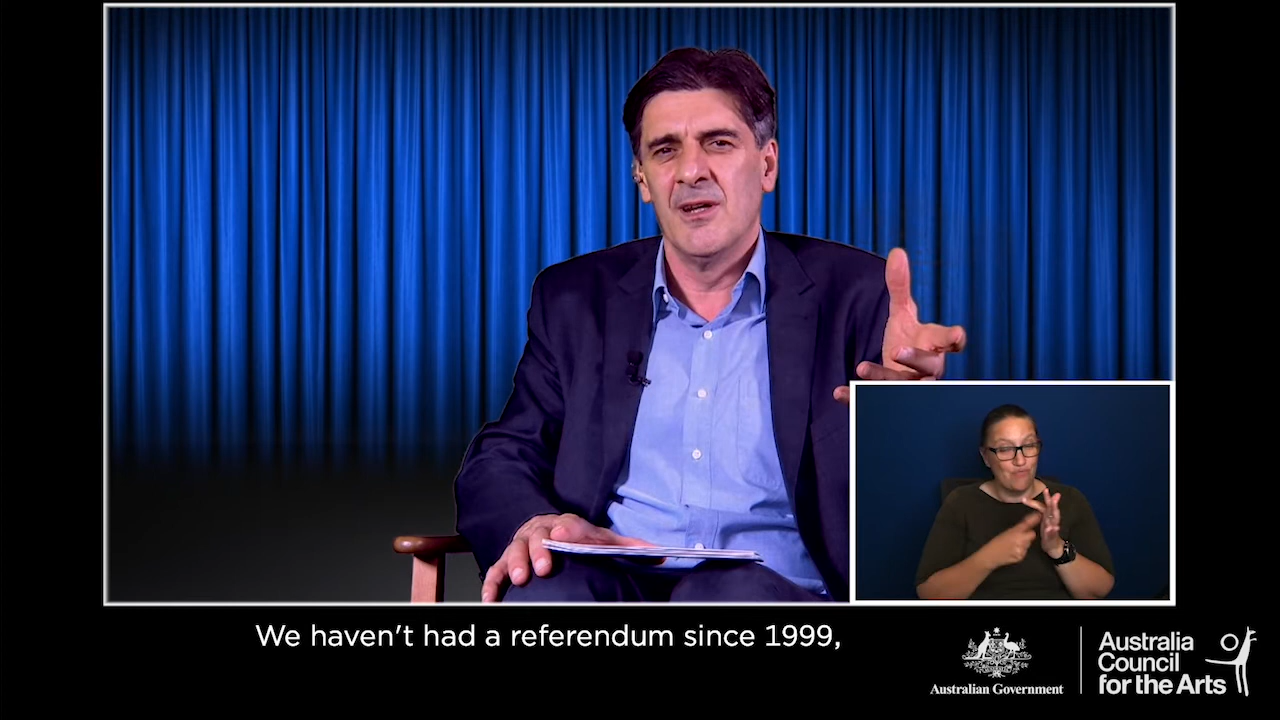 We haven't had a referendum since 1999,
Australian Government
Australia
Council
for the Arts